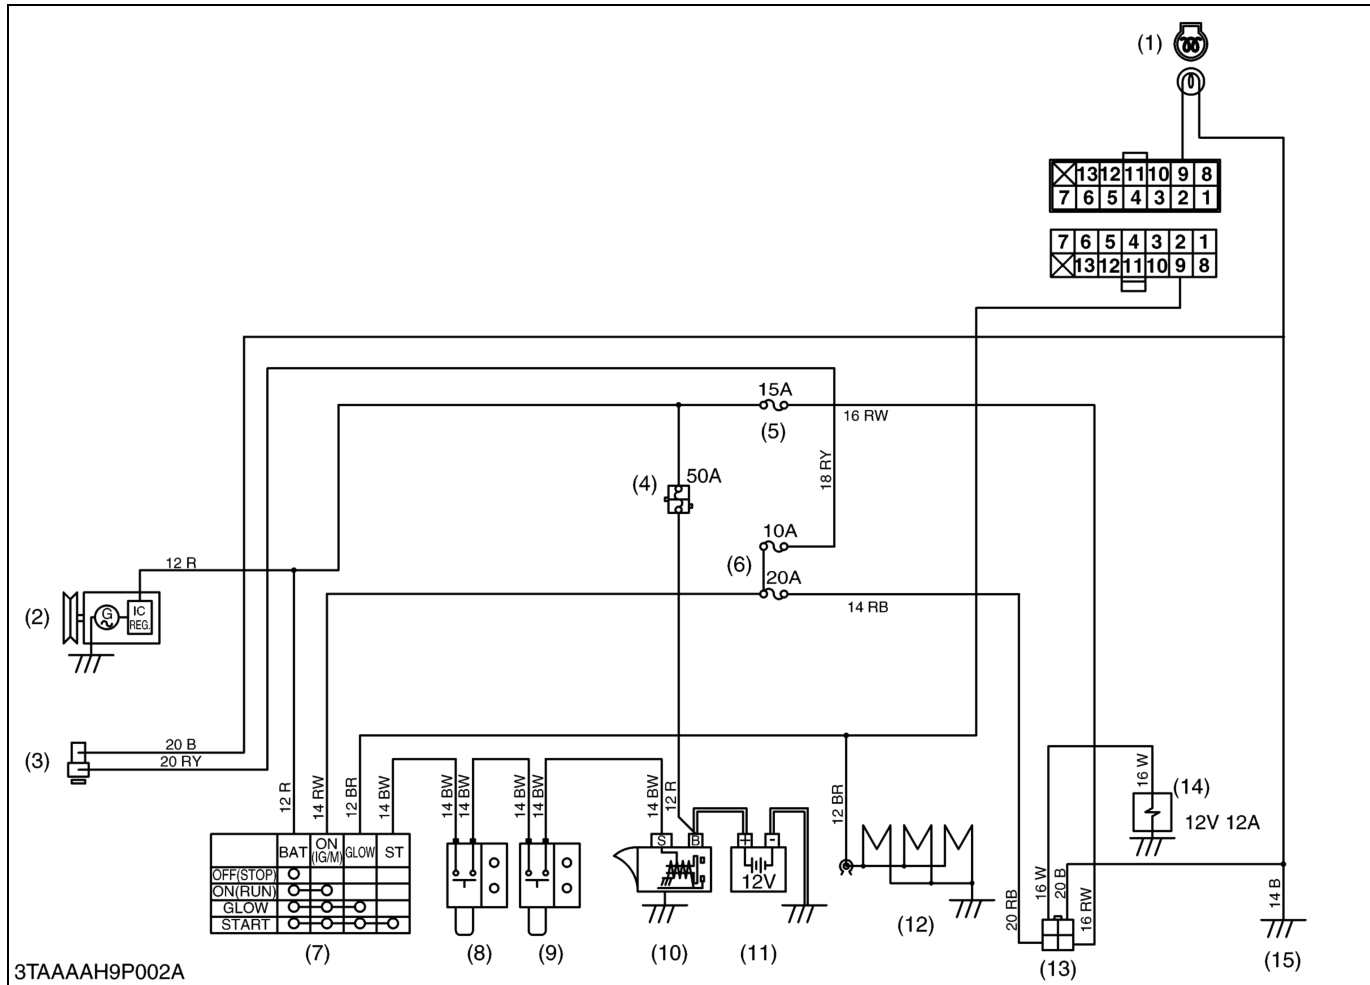 (1)
13 12 11 10 9 8
7 6 5 4 3 2 1
7 6 5 4 3 2 1
13 12 11 10 9 8
15A
16 RW
(5)
(4)
50A
18 RY
10A
(6)
20A
14 RB
12 R
(2)
G
IC
REG.
(3)
20 B
20 RY
12 R
14 RW
12 BR
14 BW
14 BW
14 BW
14 BW
14 BW
14 BW
12 R
12 BR
16 W
(14)
12V 12A
BAT
ON
(IG/M)
GLOW
ST
OFF(STOP)
ON(RUN)
GLOW
START
S
B
+
-
12V
20 RB
16 W
20 B
16 RW
14 B
(7)
(8)
(9)
(10)
(11)
(12)
(13)
(15)
3TAAAAH9P002A